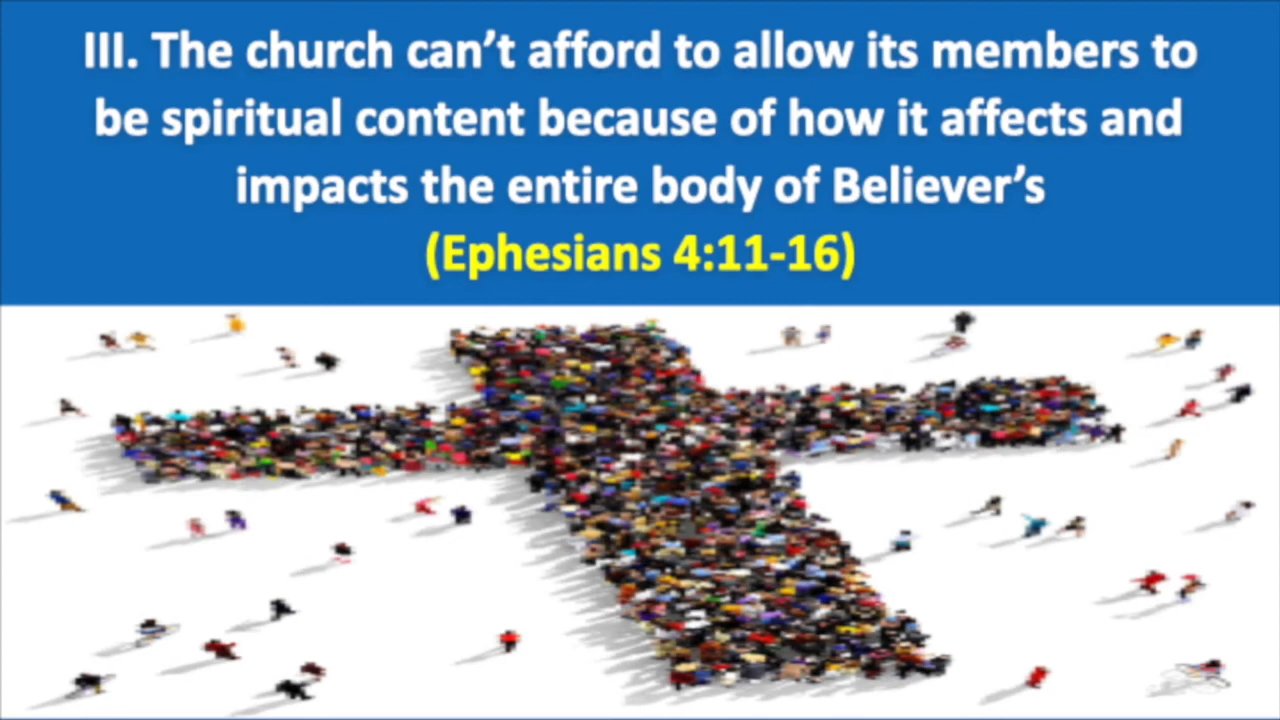 III. The church can’t afford to allow its members to
be spiritual content because of how it affects and
impacts the entire body of Believer’s
(Ephesians 4:11-16)